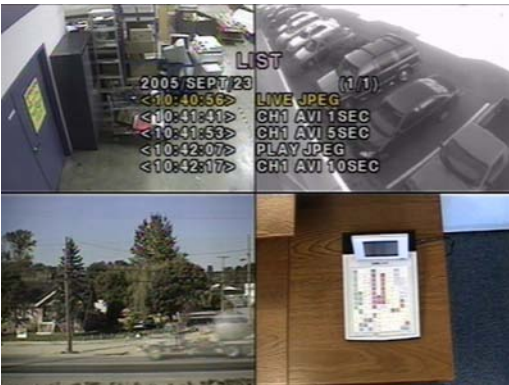 LIST
2005/SEPT/23 (1/1)
<10:40:56> LIVE JPEG
<10:41:41> CH1 AVI 1SEC
<10:41:53> CH1 AVI 5SEC
<10:42:07> PLAY JPEG
<10:42:17> CH1 AVI 10SEC